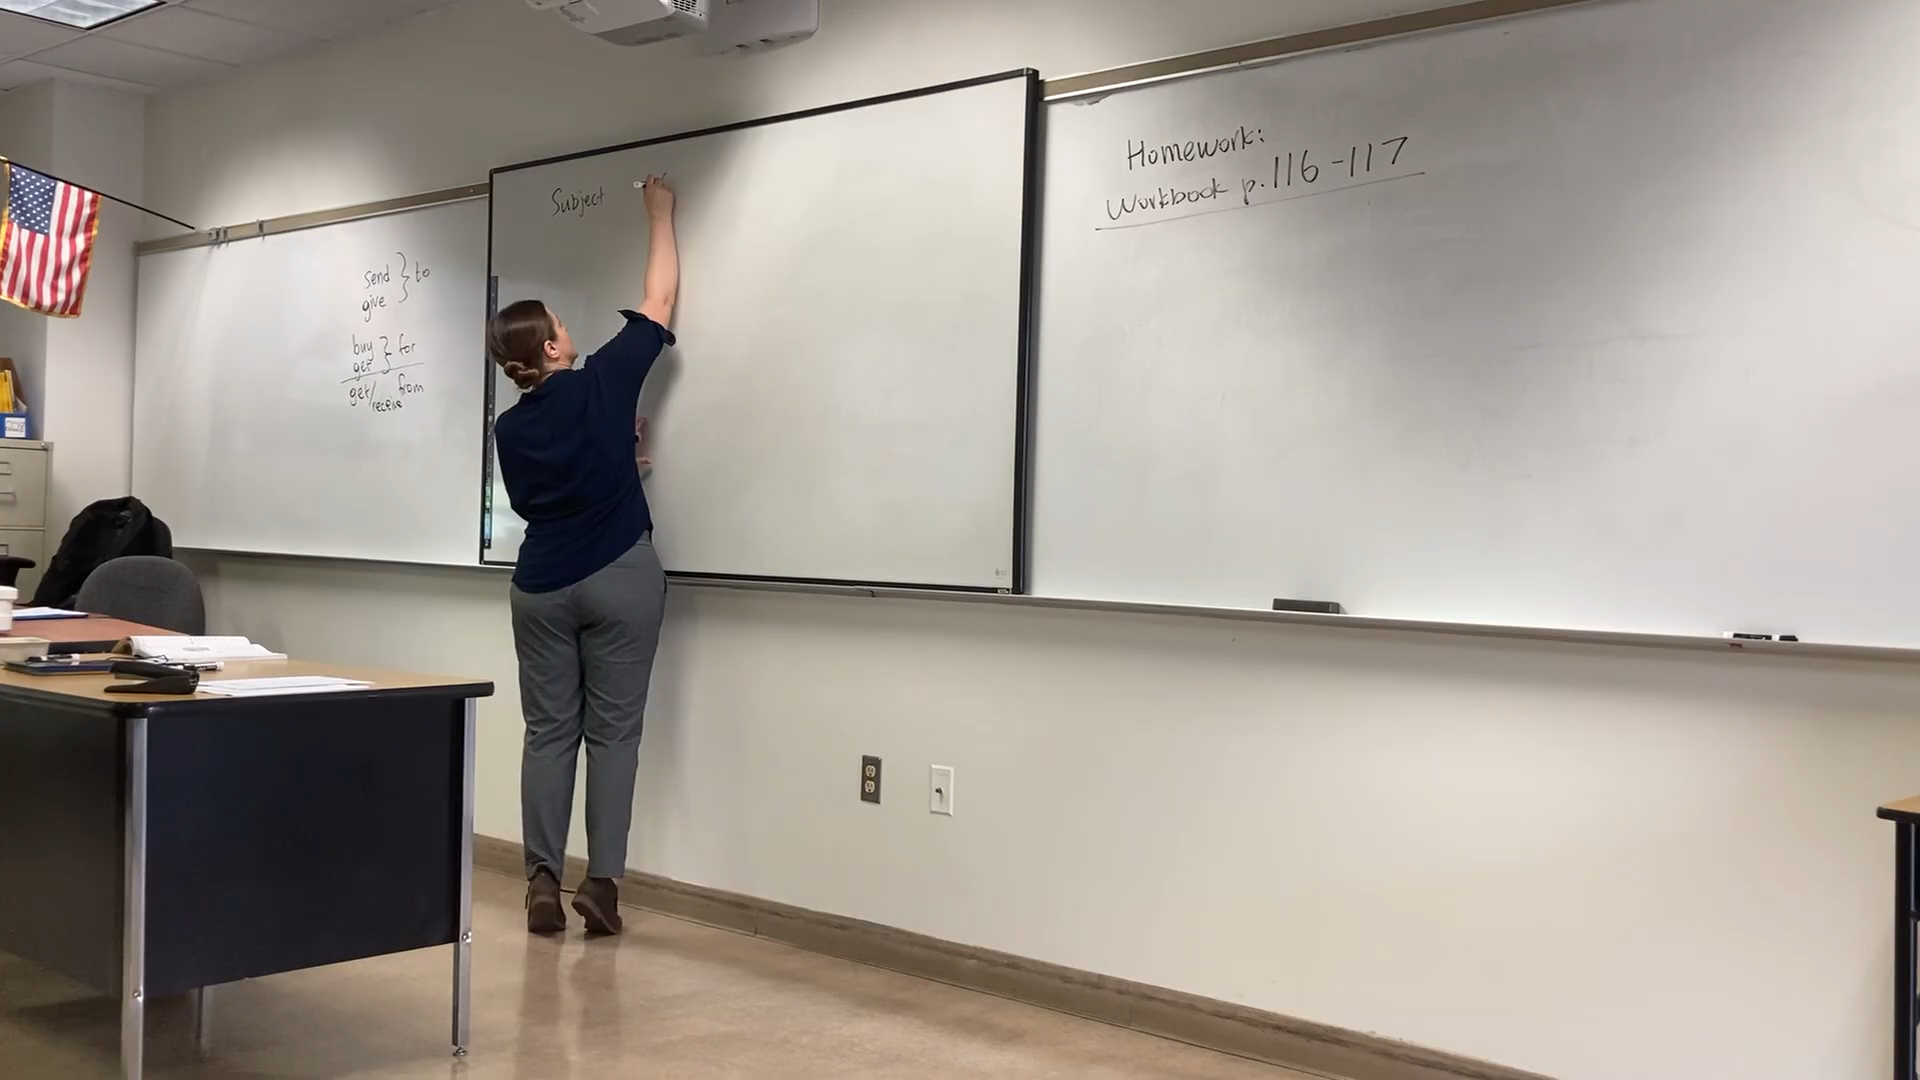 send } to
give
buy } for
get
get/receive from
Subject
Homework:
Workbook p. 116-117